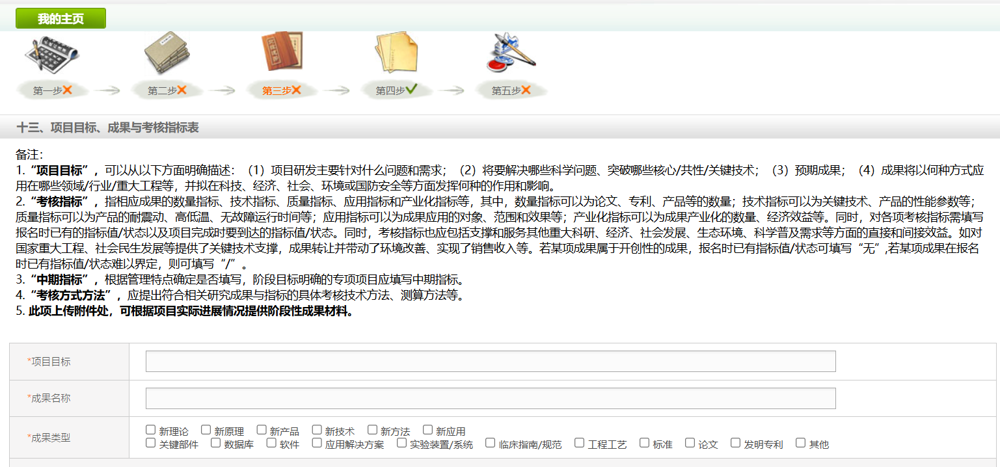 我的主页
第一步 第二步 第三步 第四步 第五步
十三、项目目标、成果与考核指标表
备注：
1.“项目目标”，可以从以下方面明确描述：（1）项目研发主要针对什么问题和需求；（2）将要解决哪些科学问题、突破哪些核心/共性/关键技术；（3）预期成果；（4）成果将以何种方式应
用在哪些领域/行业/重大工程等，并拟在科技、经济、社会、环境或国防安全等方面发挥何种的作用和影响。
2.“考核指标”，指相应成果的数量指标、技术指标、质量指标、应用指标和产业化指标等，其中，数量指标可以为论文、专利、产品等的数量；技术指标可以为关键技术、产品的性能参数等；
质量指标可以为产品的耐震动、高低温、无故障运行时间等；应用指标可以为成果应用的对象、范围和效果等；产业化指标可以为成果产业化的数量、经济效益等。同时，对各项考核指标需填写
报名时已有的指标值/状态以及项目完成时要到达的指标值/状态。同时，考核指标也应包括支撑和服务其他重大科研、经济、社会发展、生态环境、科学普及需求等方面的直接和间接效益。如对
国家重大工程、社会民生发展等提供了关键技术支撑，成果转让并带动了环境改善、实现了销售收入等。若某项成果属于开创性的成果，报名时已有指标值/状态可填写“无”,若某项成果在报名
时已有指标值/状态难以界定，则可填写“/”。
3.“中期指标”，根据管理特点确定是否填写，阶段目标明确的专项项目应填写中期指标。
4.“考核方式方法”，应提出符合相关研究成果与指标的具体考核技术方法、测算方法等。
5. 此项上传附件处，可根据项目实际进展情况提供阶段性成果材料。
*项目目标
*成果名称
*成果类型
新理论 新原理 新产品 新技术 新方法 新应用
关键部件 数据库 软件 应用解决方案 实验装置/系统 临床指南/规范 工程工艺 标准 论文 发明专利 其他